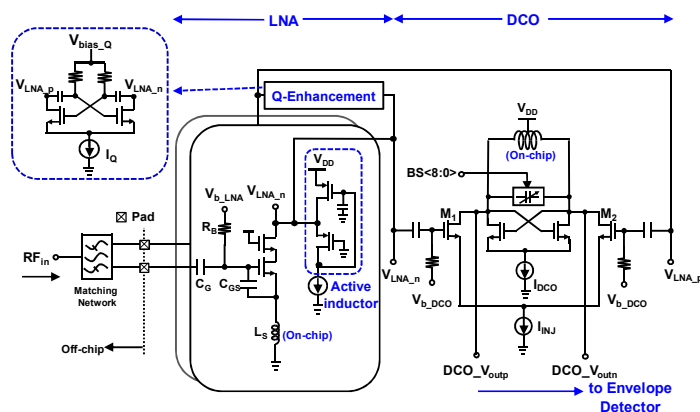 LNA
DCO
V_bias_Q
V_LNA_p
V_LNA_n
I_Q
Q-Enhancement
V_DD
(On-chip)
BS<8:0>
V_DD
V_b_LNA
V_LNA_n
R_B
Pad
RF_in
Matching
Network
C_G
C_GS
Active
inductor
L_S
(On-chip)
Off-chip
M_1
M_2
V_LNA_n
V_LNA_p
I_DCO
V_b_DCO
V_b_DCO
I_INJ
DCO_V_outp
DCO_V_outn
to Envelope
Detector